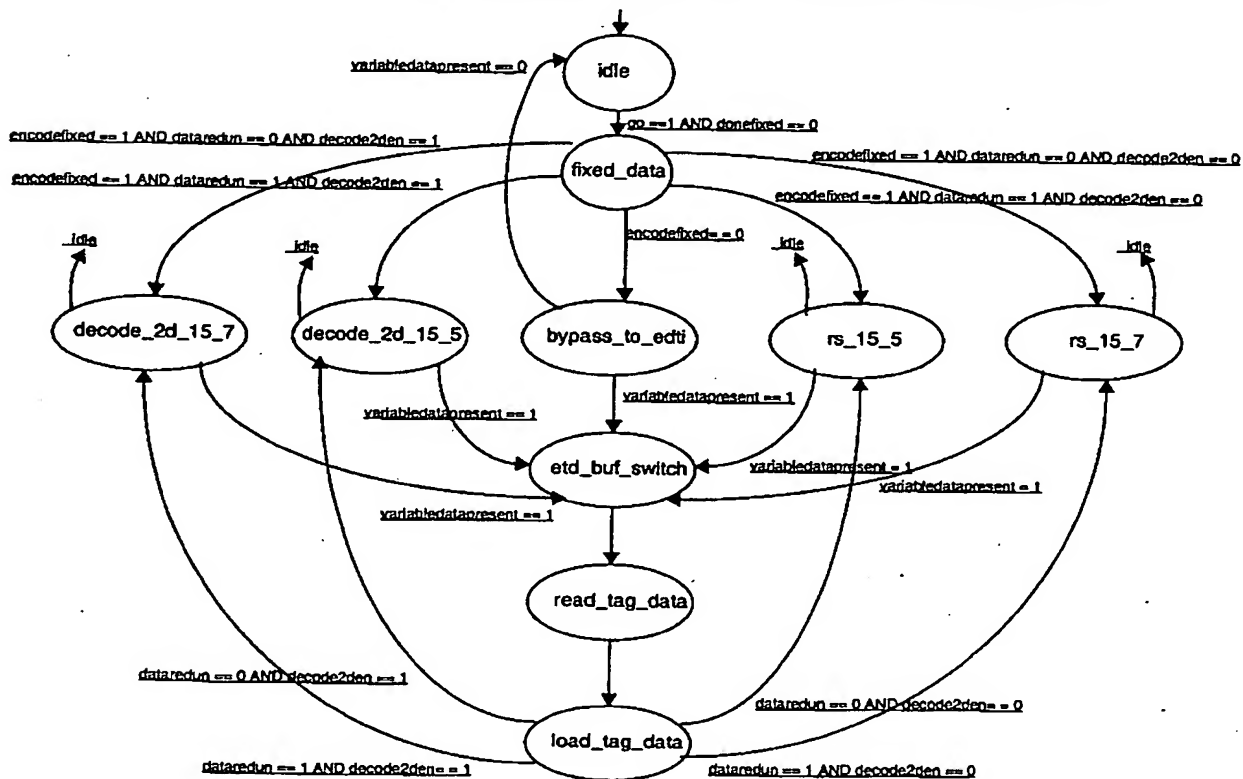 idle
variabledatapresent == 0
go ==1 AND donefixed == 0
encodefixed == 1 AND dataredun == 0 AND decode2den == 1
encodefixed == 1 AND dataredun == 0 AND decode2den == 0
fixed_data
encodefixed == 1 AND dataredun == 1 AND decode2den == 1
encodefixed == 1 AND dataredun == 1 AND decode2den == 0
encodefixed= = 0
idle
idle
idle
idle
decode_2d_15_7
decode_2d_15_5
bypass_to_edti
rs_15_5
rs_15_7
variabledatapresent == 1
variabledatapresent == 1
etd_buf_switch
variabledatapresent = 1
variabledatapresent = 1
variabledatapresent == 1
read_tag_data
dataredun == 0 AND decode2den == 1
dataredun == 0 AND decode2den= = 0
load_tag_data
dataredun == 1 AND decode2den= = 1
dataredun == 1 AND decode2den == 0